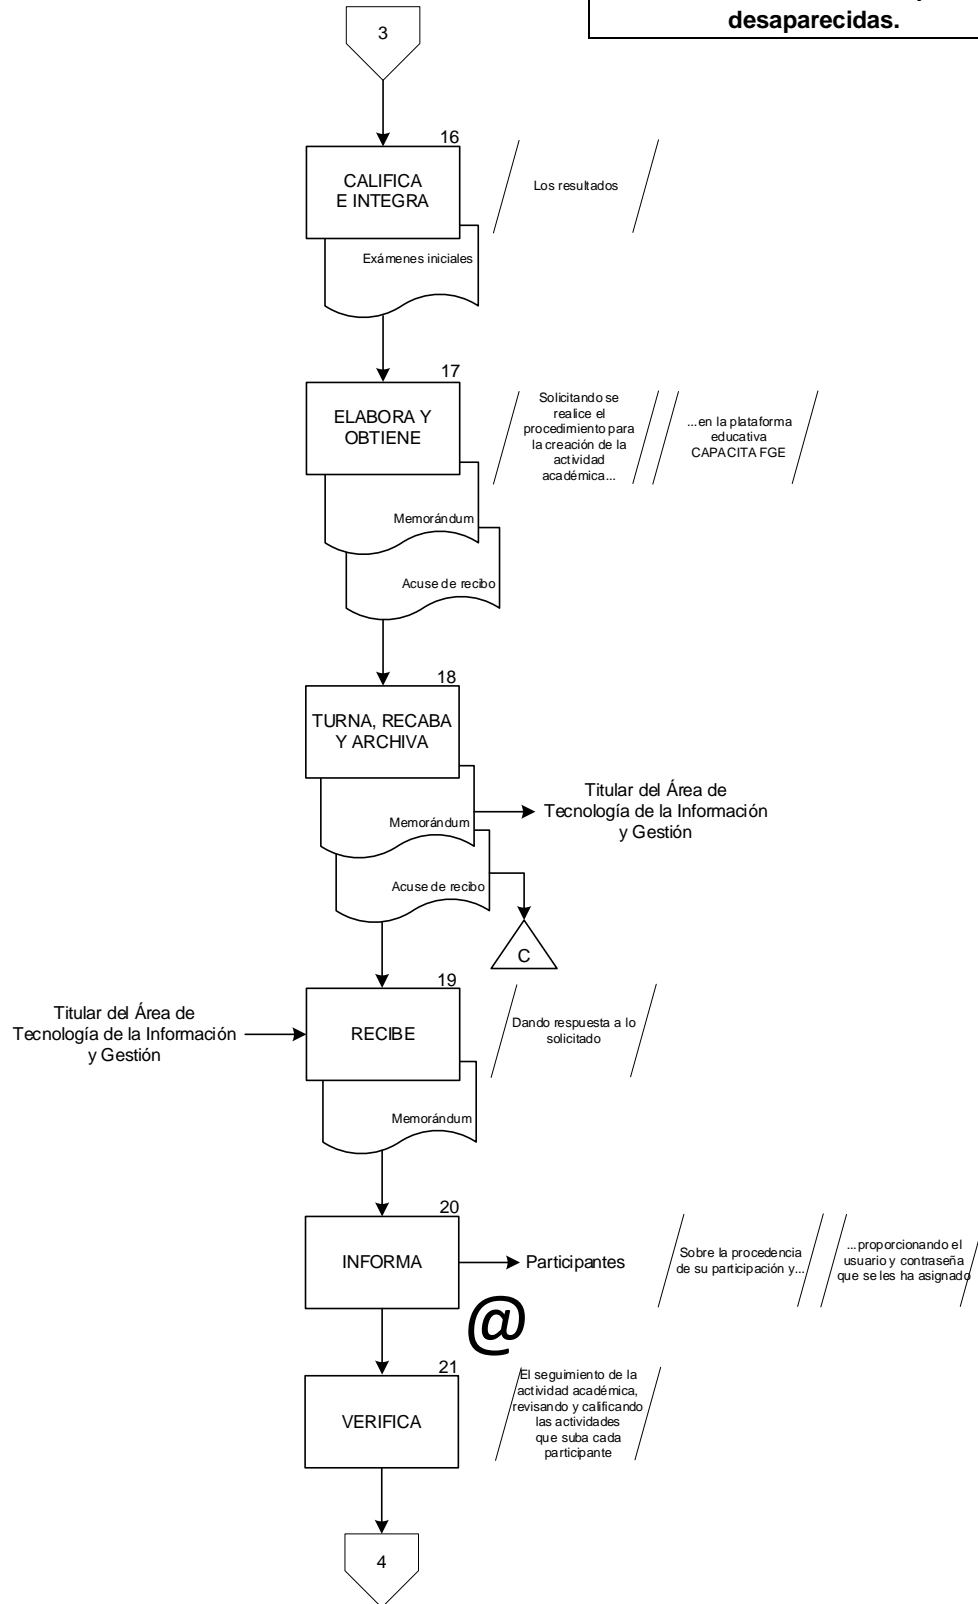 desaparecidas.
3
16
CALIFICA
E INTEGRA
Los resultados
Exámenes iniciales
17
ELABORA Y
OBTIENE
Solicitando se
realice el
procedimiento para
la creación de la
actividad
académica...
...en la plataforma
educativa
CAPACITA FGE
Memorándum
Acuse de recibo
18
TURNA, RECABA
Y ARCHIVA
Memorándum
Titular del Área de
Tecnología de la Información
y Gestión
Acuse de recibo
C
19
Titular del Área de
Tecnología de la Información
y Gestión
RECIBE
Dando respuesta a lo
solicitado
Memorándum
20
INFORMA
Participantes
Sobre la procedencia
de su participación y...
...proporcionando el
usuario y contraseña
que se les ha asignado
@
21
VERIFICA
El seguimiento de la
actividad académica,
revisando y calificando
las actividades
que suba cada
participante
4